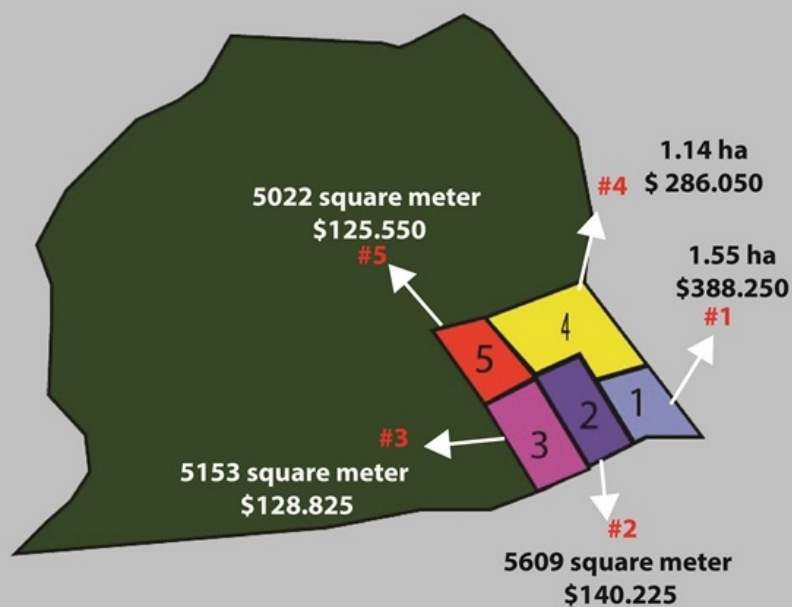 1.14 ha
#4 $ 286.050
5022 square meter
$125.550
#5
1.55 ha
$388.250
#1
4
5
1
2
3
#3
5153 square meter
$128.825
#2
5609 square meter
$140.225